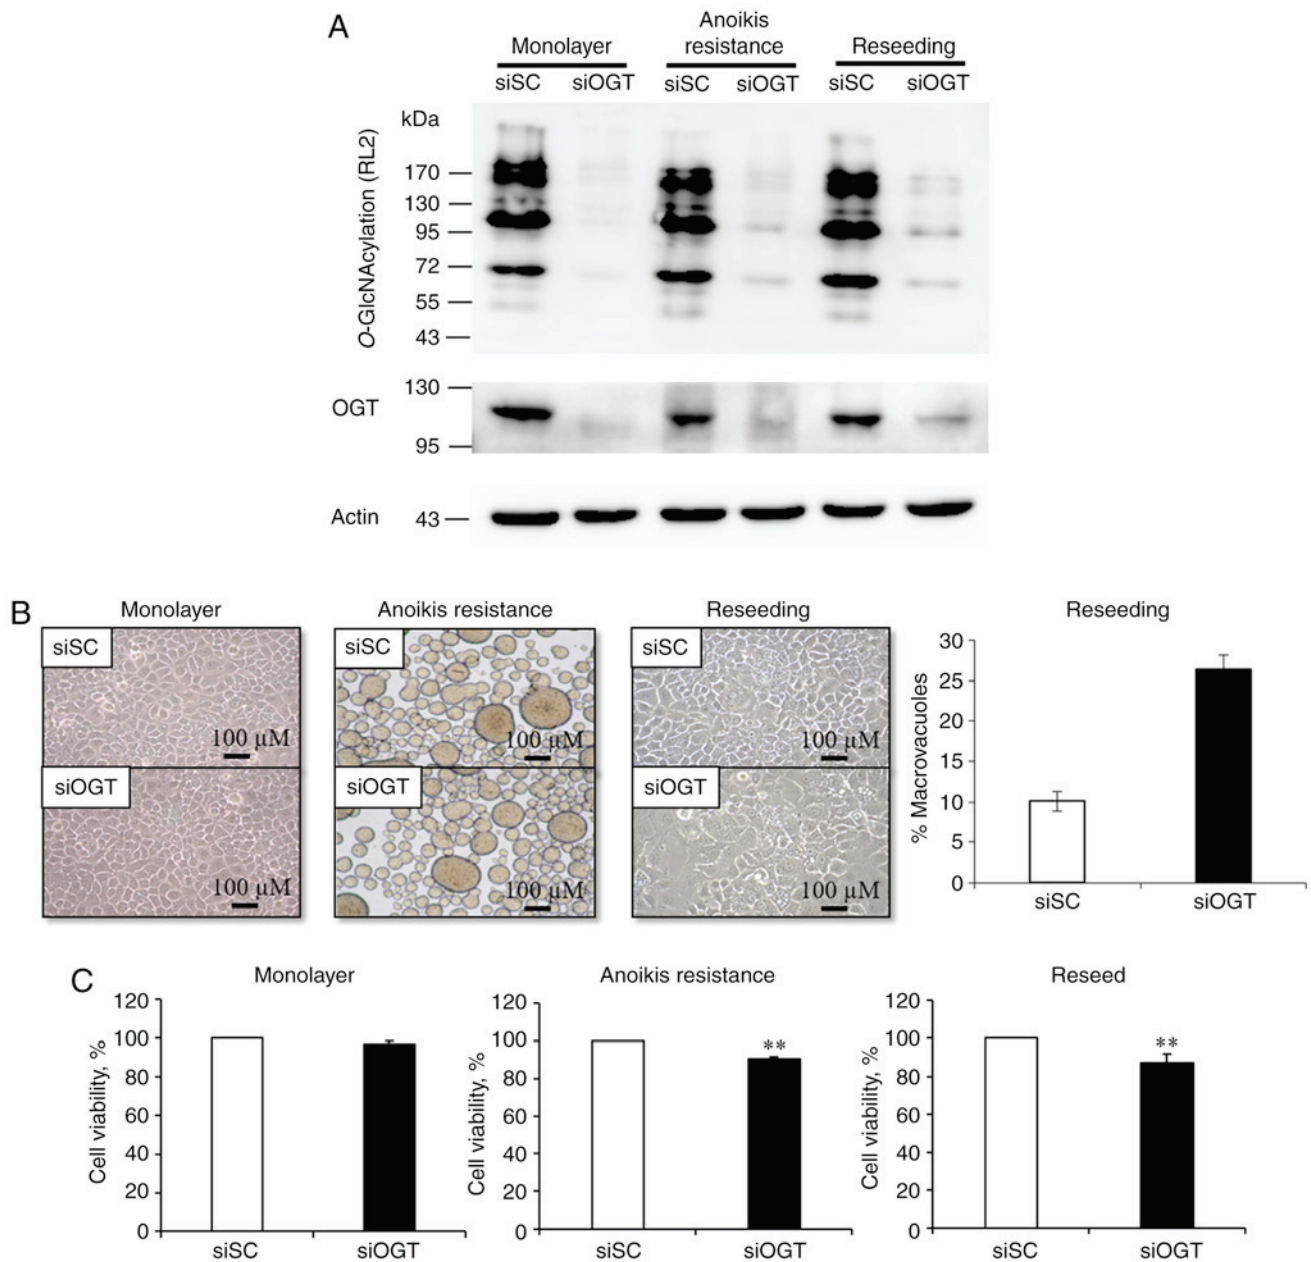 A
Monolayer
Anoikis
resistance
Reseeding
siSC
siOGT
siSC
siOGT
siSC
siOGT
kDa
O-GlcNAcylation (RL2)
170
130
95
72
55
43
130
OGT
95
Actin
43
B
Monolayer
Anoikis resistance
Reseeding
Reseeding
siSC
100 µM
siOGT
100 µM
siSC
100 µM
siOGT
100 µM
siSC
100 µM
siOGT
100 µM
% Macrovacuoles
30
25
20
15
10
5
0
siSC
siOGT
C
Monolayer
Cell viability, %
120
100
80
60
40
20
0
siSC
siOGT
Anoikis resistance
Cell viability, %
120
100
80
60
40
20
0
**
siSC
siOGT
Reseed
Cell viability, %
120
100
80
60
40
20
0
**
siSC
siOGT